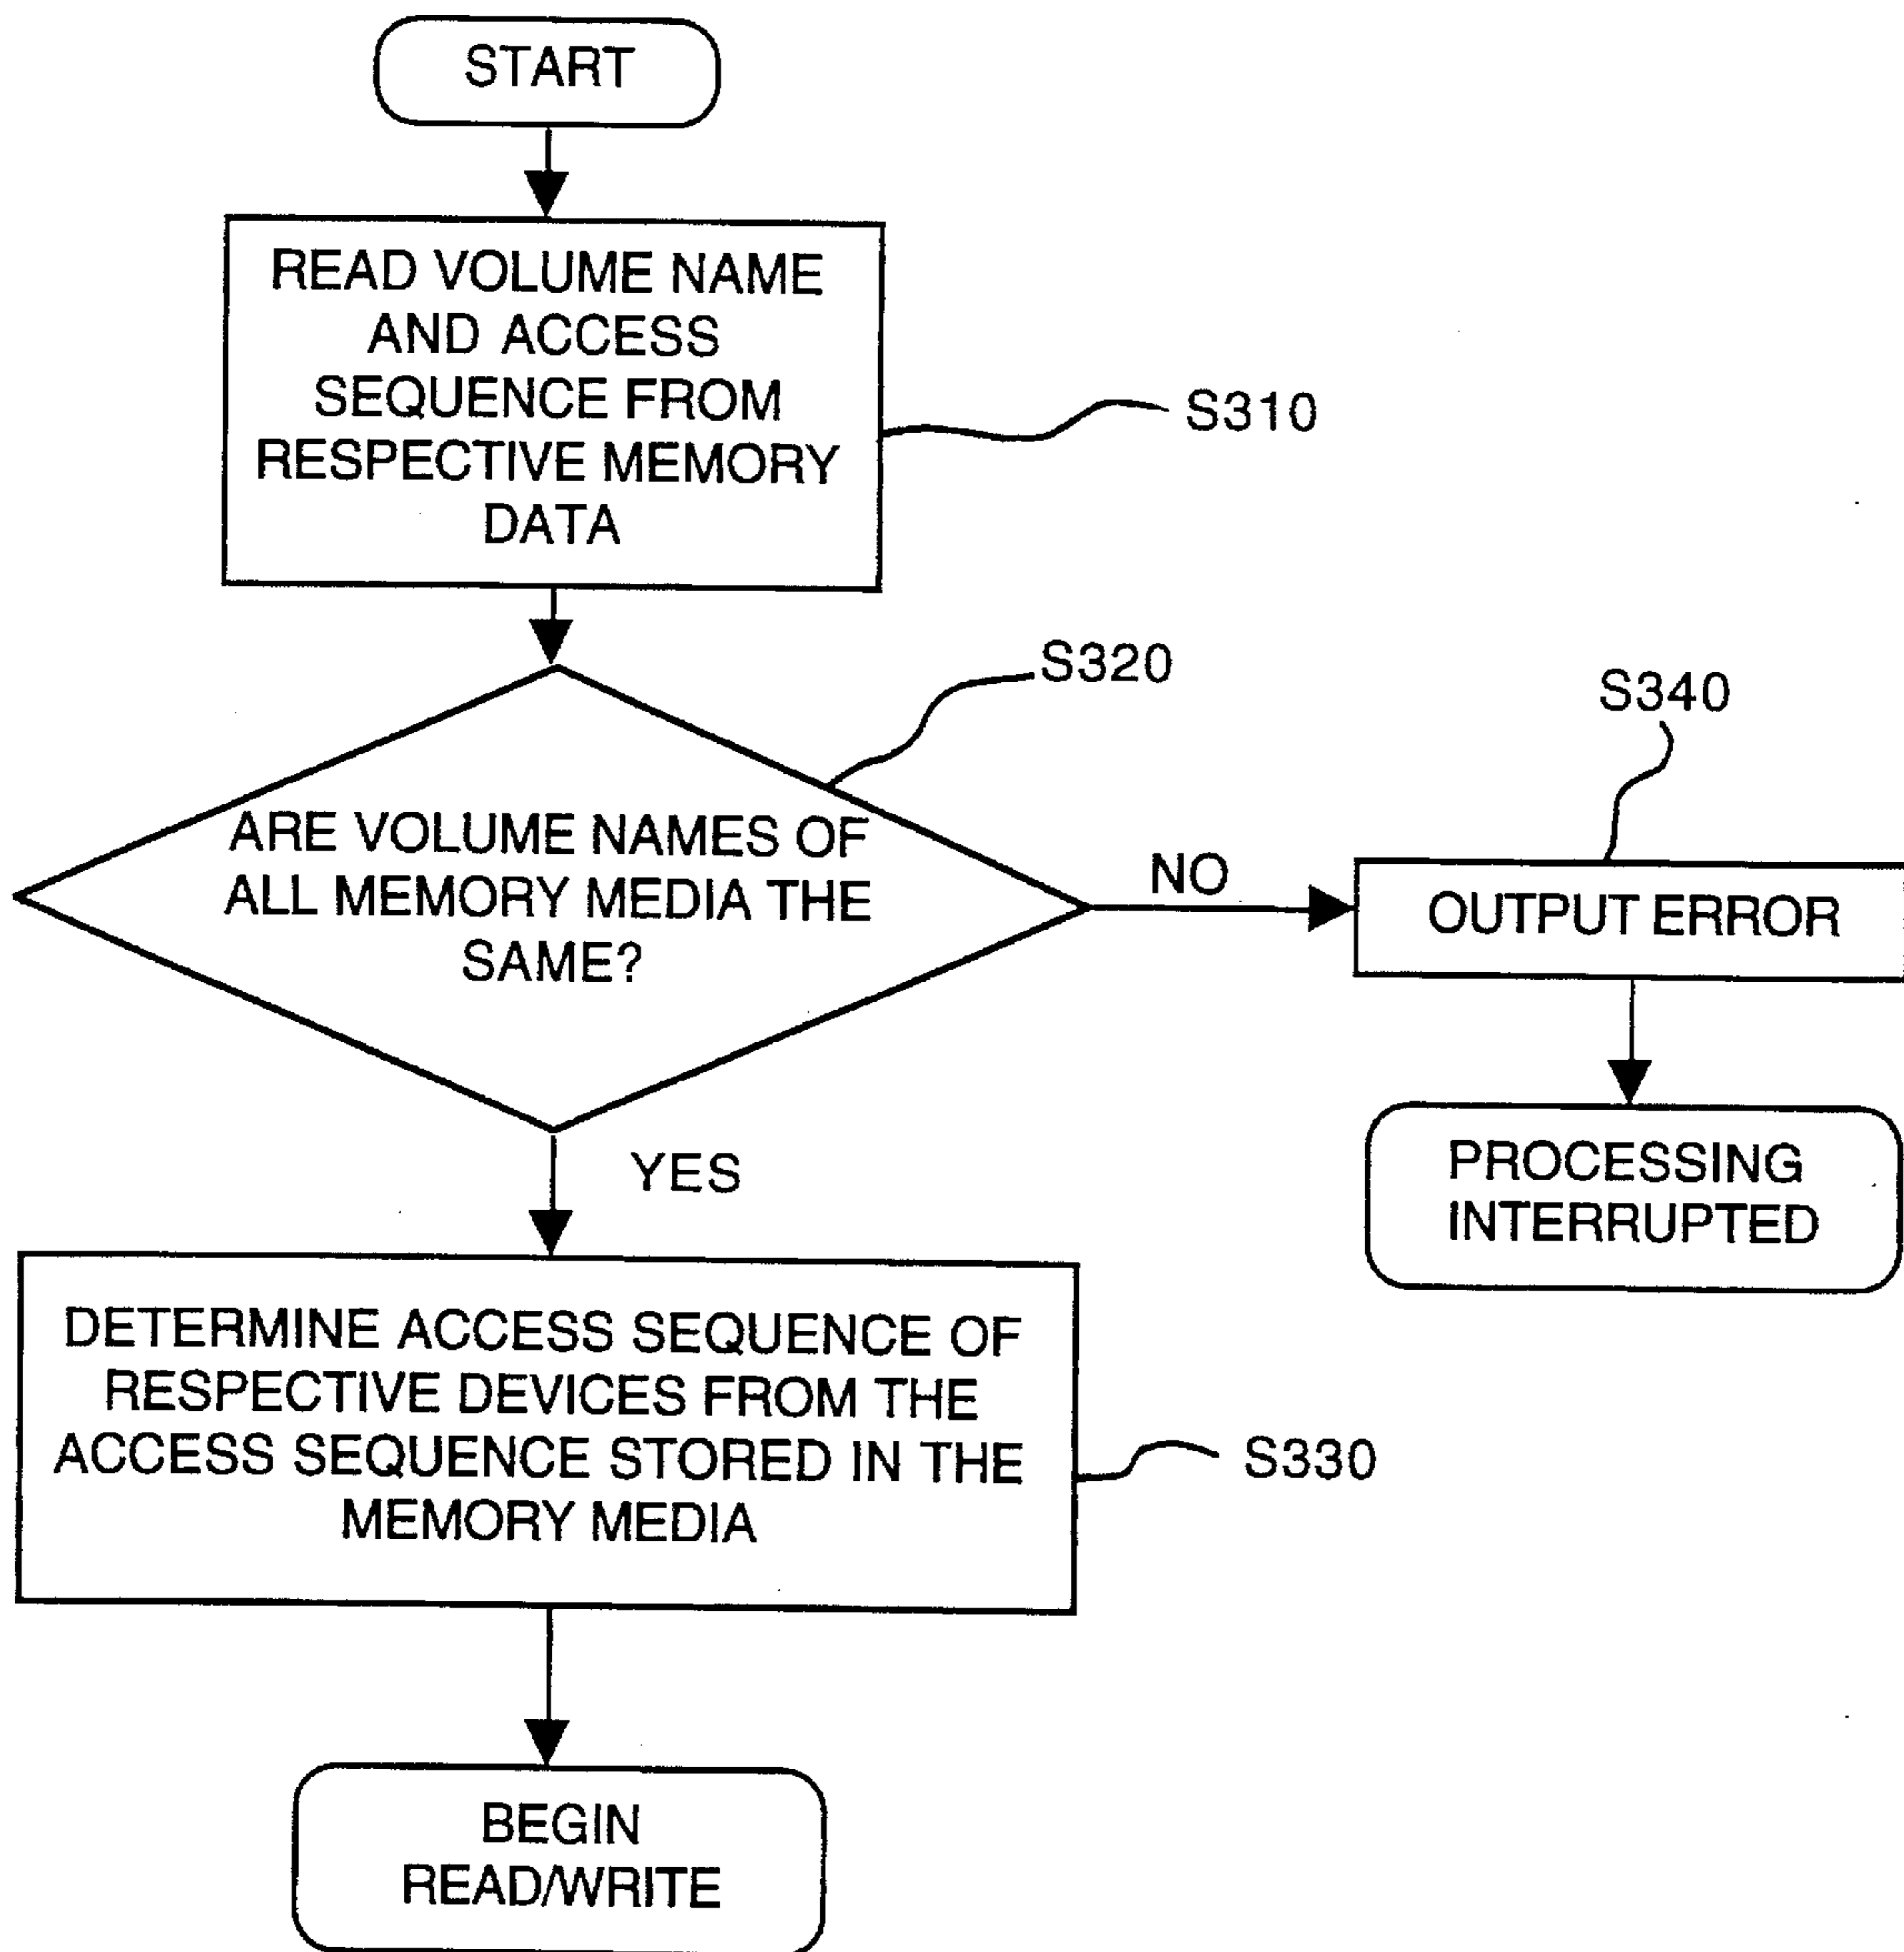 START
READ VOLUME NAME
AND ACCESS
SEQUENCE FROM
RESPECTIVE MEMORY
DATA
S310
S320
ARE VOLUME NAMES OF
ALL MEMORY MEDIA THE
SAME?
NO
S340
OUTPUT ERROR
PROCESSING
INTERRUPTED
YES
DETERMINE ACCESS SEQUENCE OF
RESPECTIVE DEVICES FROM THE
ACCESS SEQUENCE STORED IN THE
MEMORY MEDIA
S330
BEGIN
READ/WRITE